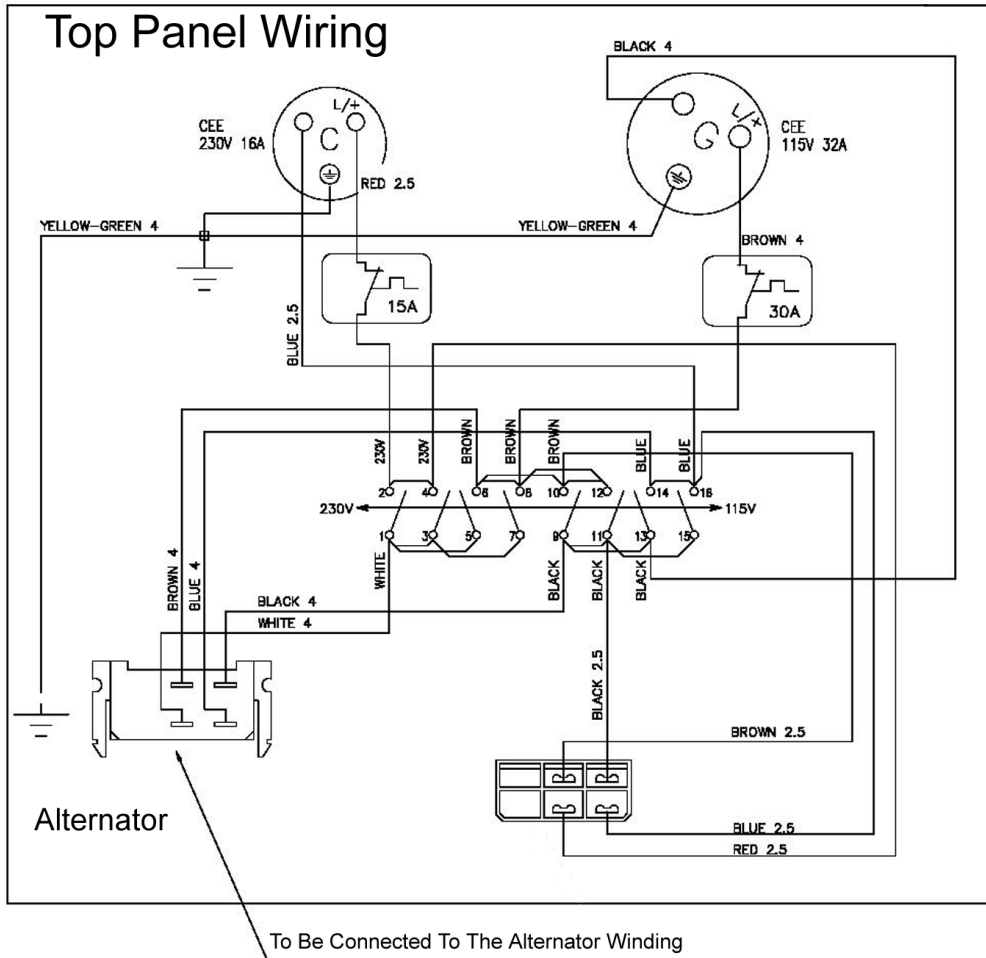 Top Panel Wiring
BLACK 4
CEE
230V 16A
L/+
C
RED 2.5
L/+
G
CEE
115V 32A
YELLOW-GREEN 4
YELLOW-GREEN 4
BROWN 4
15A
30A
BLUE 2.5
230V
230V
BROWN
BROWN
BROWN
BLUE
BLUE
2 4 6 8 10 12 14 16
230V
115V
1 3 5 7 9 11 13 15
WHITE
BLACK
BLACK
BLACK
BROWN 4
BLUE 4
BLACK 4
WHITE 4
BLACK 2.5
BROWN 2.5
Alternator
BLUE 2.5
RED 2.5
To Be Connected To The Alternator Winding